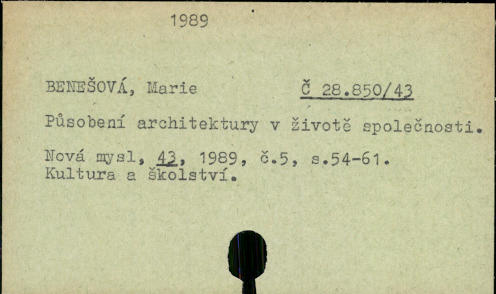 1989
BENEŠOVÁ, Marie Č 28.850/43
Působení architektury v životě společnosti.
Nová mysl, 43, 1989, č.5, s.54-61.
Kultura a školství.